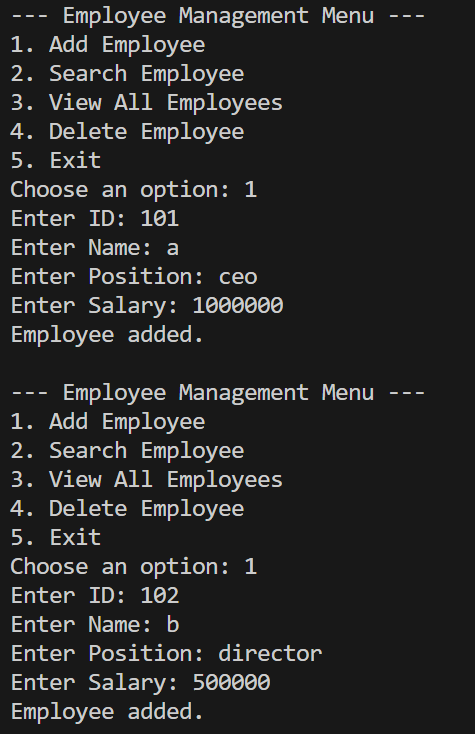 --- Employee Management Menu ---
1. Add Employee
2. Search Employee
3. View All Employees
4. Delete Employee
5. Exit
Choose an option: 1
Enter ID: 101
Enter Name: a
Enter Position: ceo
Enter Salary: 1000000
Employee added.

--- Employee Management Menu ---
1. Add Employee
2. Search Employee
3. View All Employees
4. Delete Employee
5. Exit
Choose an option: 1
Enter ID: 102
Enter Name: b
Enter Position: director
Enter Salary: 500000
Employee added.